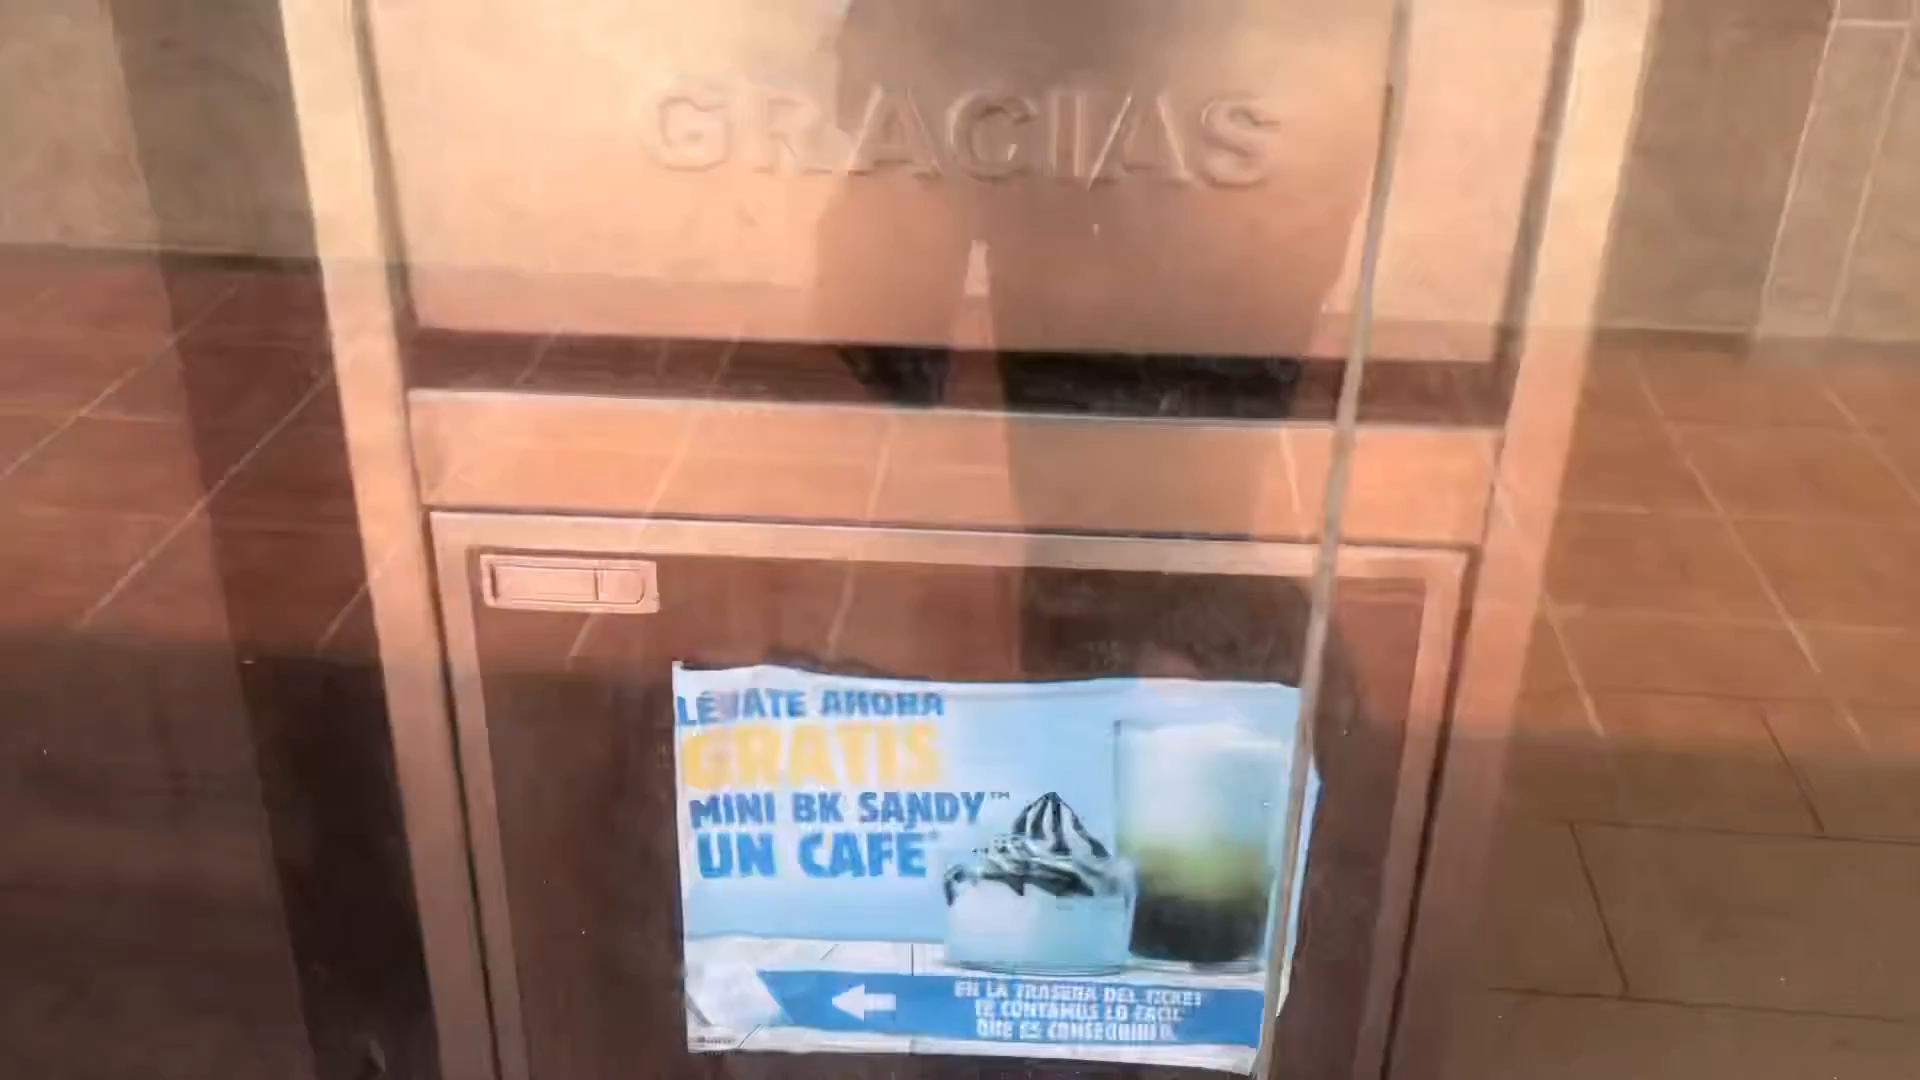 GRACIAS
LLÉVATE AHORA
GRATIS
MINI BK SANDY™
UN CAFÉ*
EN LA TRASERA DEL TICKET
TE CONTAMOS LO FÁCIL
QUE ES CONSEGUIRLO.